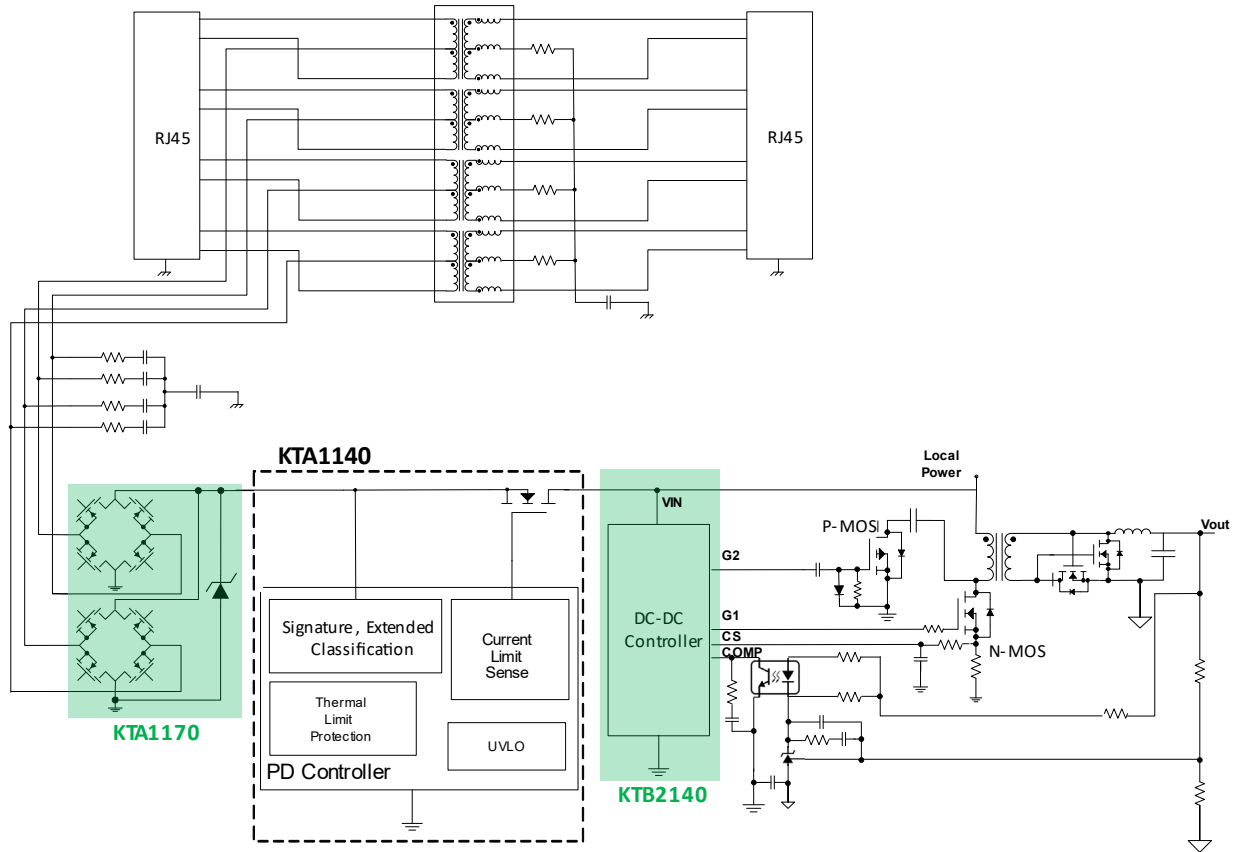 RJ45
RJ45
KTA1140
Local
Power
VIN
P-MOS
Vout
G2
DC-DC
Controller
G1
CS
COMP
N-MOS
Signature, Extended
Classification
Current
Limit
Sense
Thermal
Limit
Protection
UVLO
PD Controller
KTA1170
KTB2140